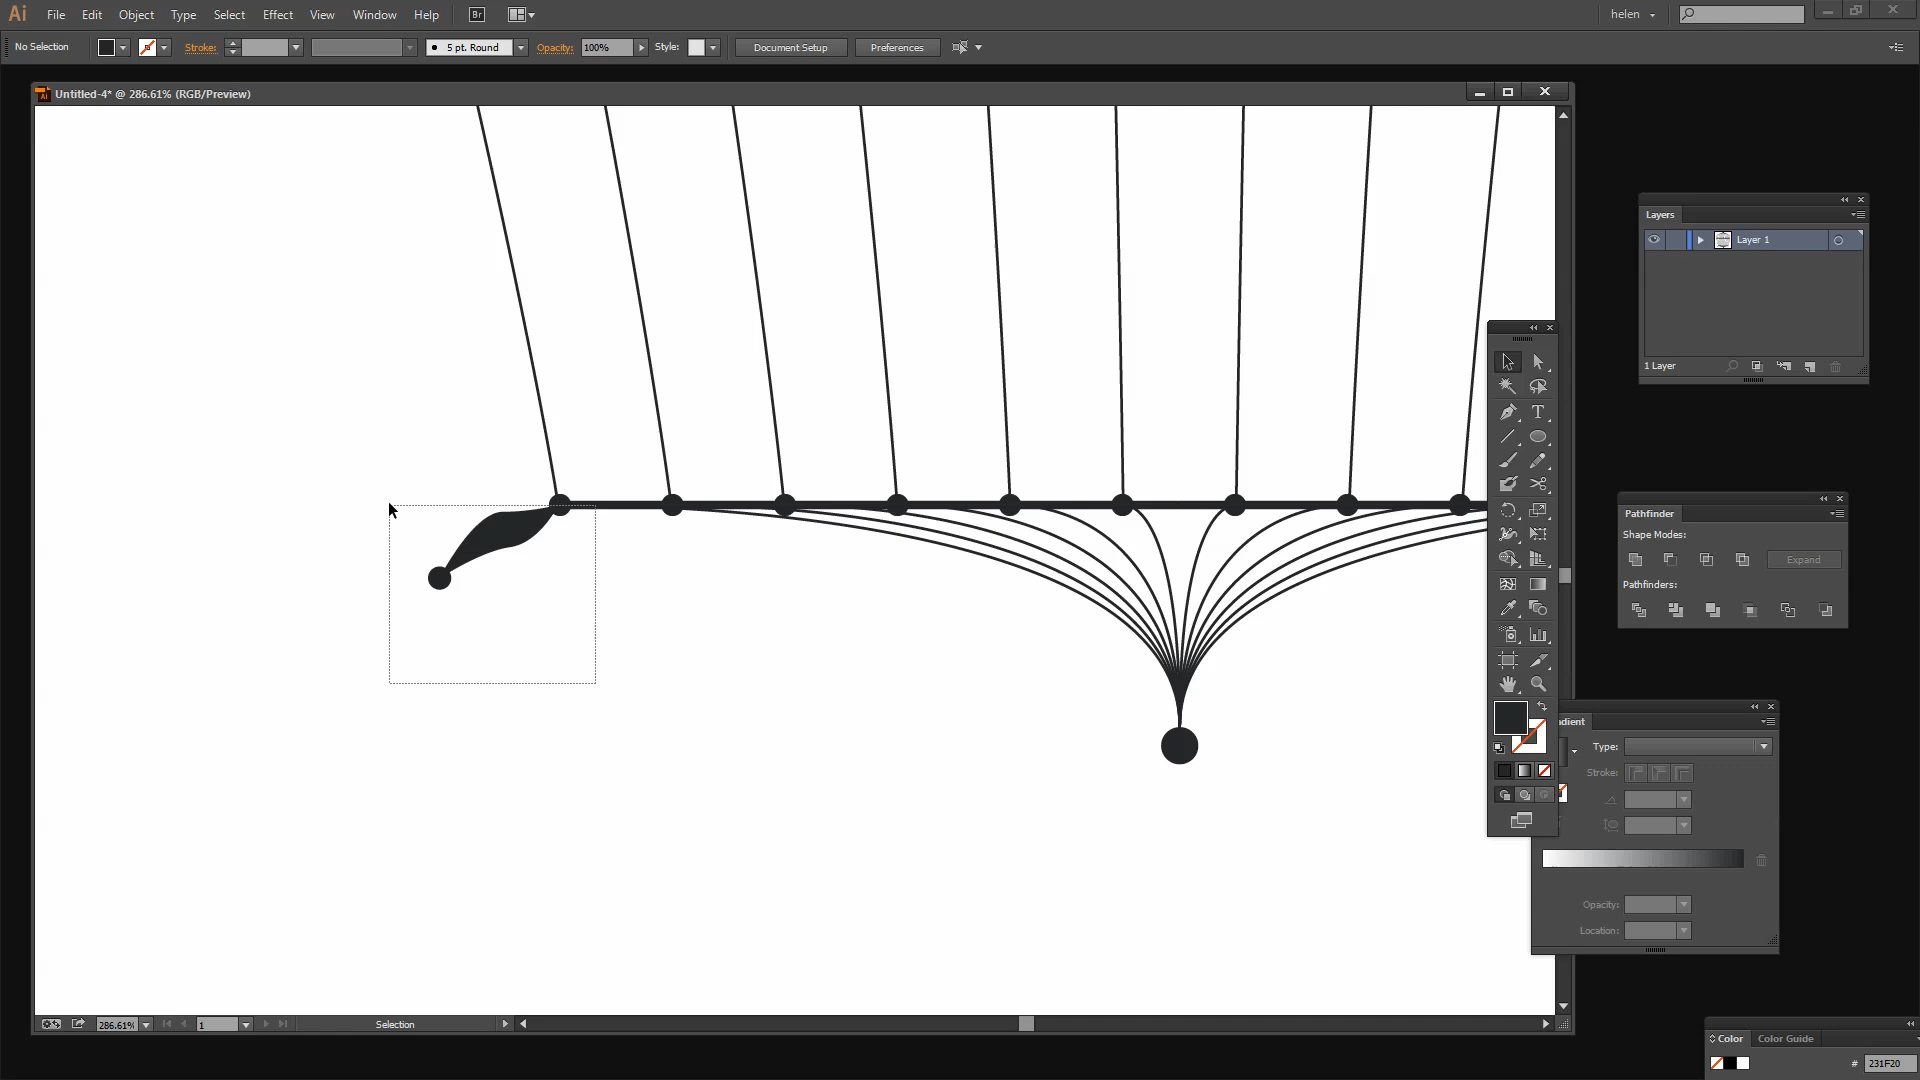 Ai File Edit Object Type Select Effect View Window Help Br helen
No Selection Stroke: 5 pt. Round Opacity: 100% Style: Document Setup Preferences
Untitled-4* @ 286.61% (RGB/Preview)
Layers
Layer 1
1 Layer
Pathfinder
Shape Modes:
Expand
Pathfinders:
T
adient
Type:
Stroke:
Opacity:
Location:
286.61% 1 Selection
Color Color Guide
# 231F20